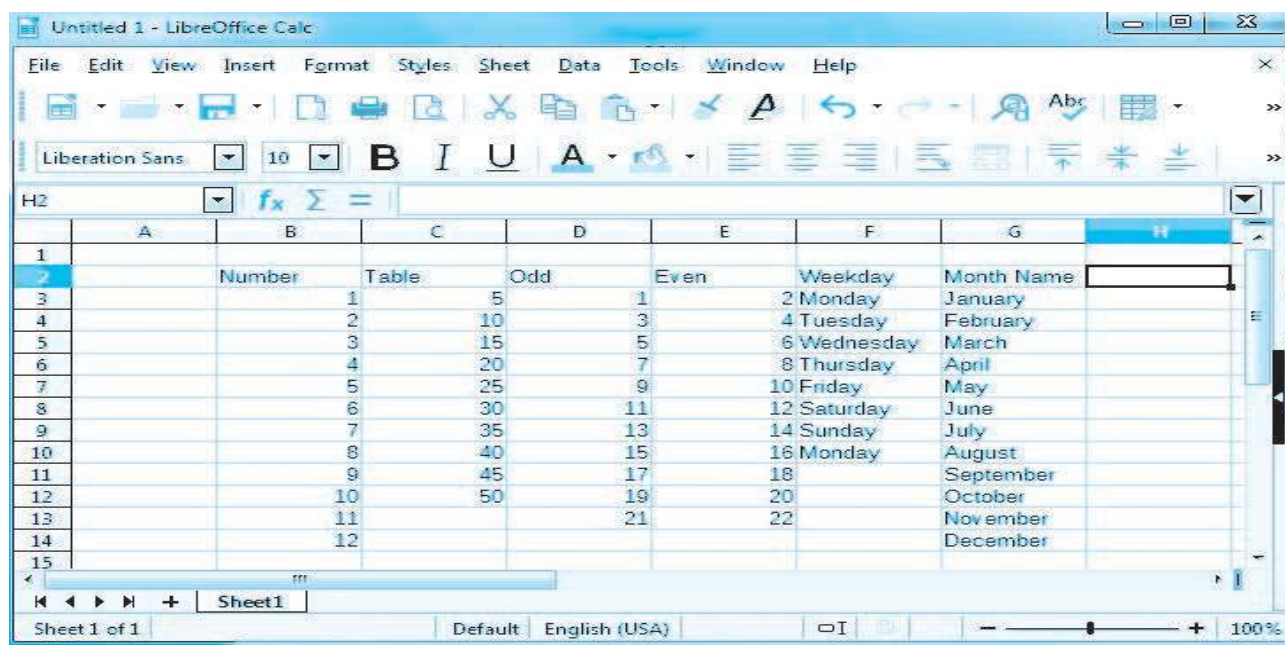 Untitled 1 - LibreOffice Calc
File Edit View Insert Format Styles Sheet Data Tools Window Help
Abc
Liberation Sans 10 B I U A
H2 fx Σ =
A B C D E F G H
1
2 Number Table Odd Even Weekday Month Name
3 1 5 1 2 Monday January
4 2 10 3 4 Tuesday February
5 3 15 5 6 Wednesday March
6 4 20 7 8 Thursday April
7 5 25 9 10 Friday May
8 6 30 11 12 Saturday June
9 7 35 13 14 Sunday July
10 8 40 15 16 Monday August
11 9 45 17 18 September
12 10 50 19 20 October
13 11 21 22 November
14 12 December
15
Sheet1
Sheet 1 of 1 Default English (USA) 100%